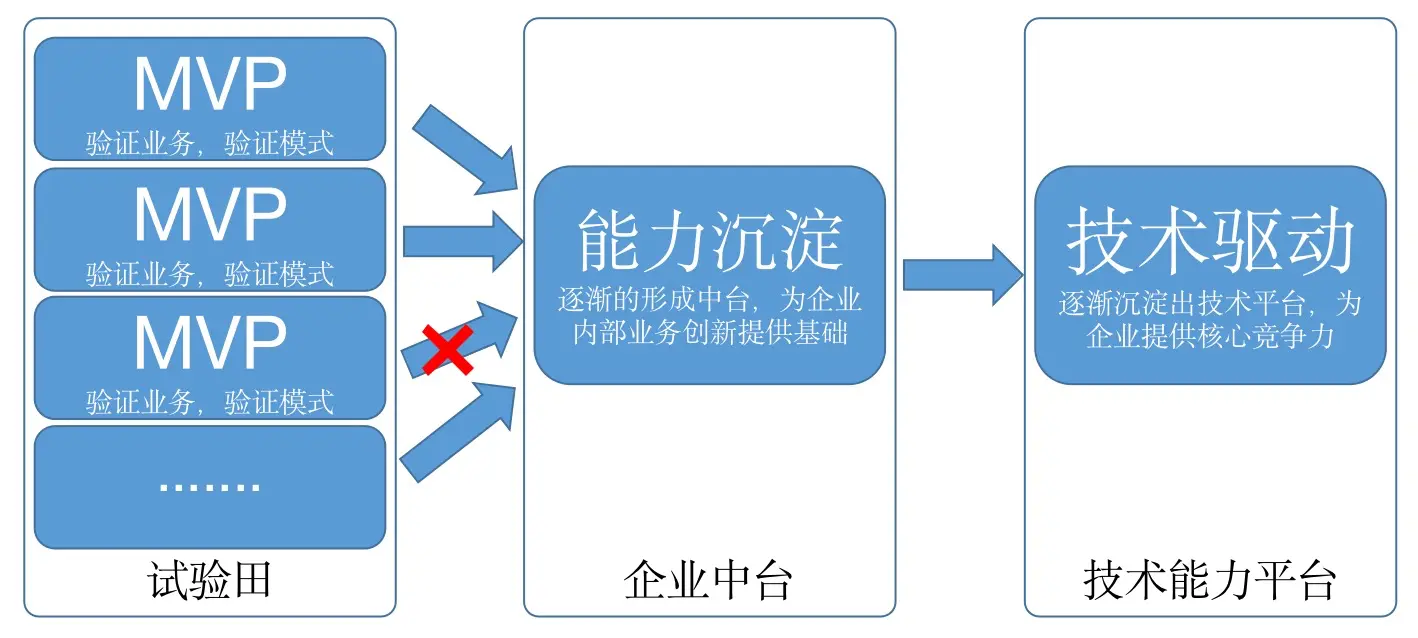 MVP
验证业务，验证模式
MVP
验证业务，验证模式
MVP
验证业务，验证模式
.......
试验田
能力沉淀
逐渐的形成中台，为企业
内部业务创新提供基础
企业中台
技术驱动
逐渐沉淀出技术平台，为
企业提供核心竞争力
技术能力平台